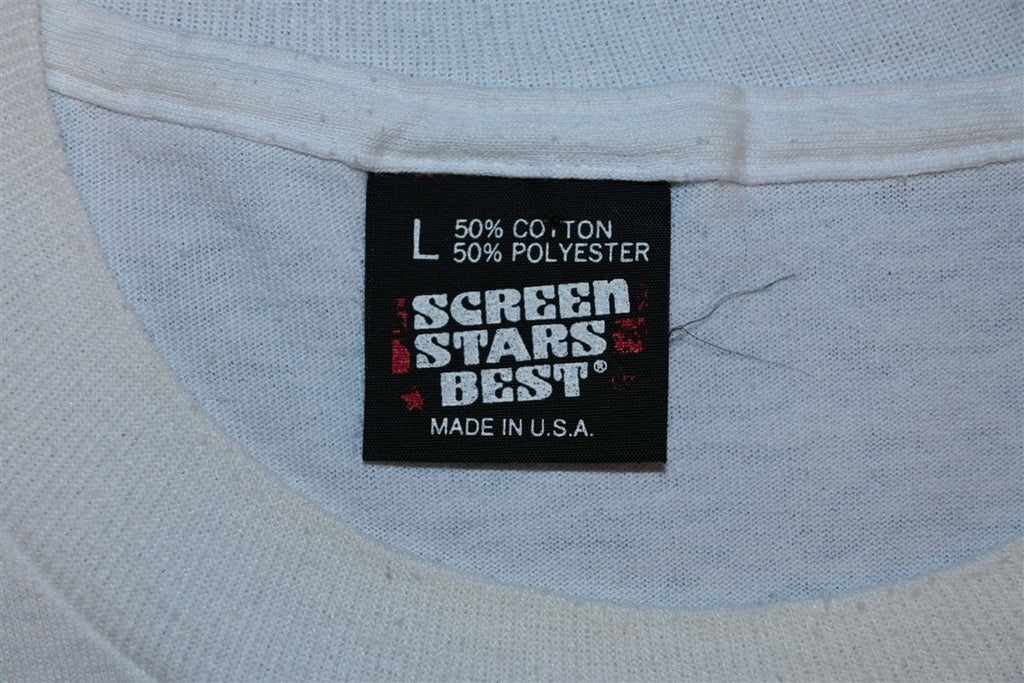 L 50% COTTON
50% POLYESTER
SCREEN
STARS
BEST®
MADE IN U.S.A.